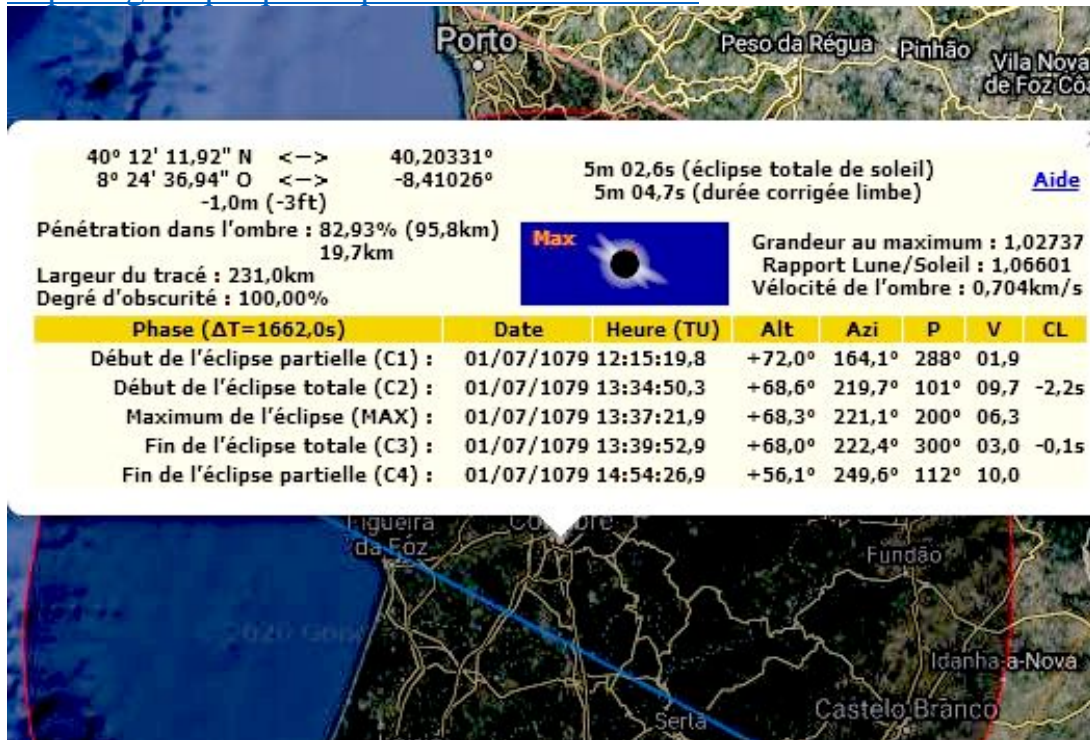 Porto
Peso da Régua
Pinhão
Vila Nova
de Foz Côa
40° 12' 11,92" N <—> 40,20331°
8° 24' 36,94" O <—> -8,41026°
-1,0m (-3ft)
5m 02,6s (éclipse totale de soleil)
5m 04,7s (durée corrigée limbe)
Aide
Pénétration dans l'ombre : 82,93% (95,8km)
19,7km
Largeur du tracé : 231,0km
Degré d'obscurité : 100,00%
Max
Grandeur au maximum : 1,02737
Rapport Lune/Soleil : 1,06601
Vélocité de l'ombre : 0,704km/s
Phase (ΔT=1662,0s) Date Heure (TU) Alt Azi P V CL
Début de l'éclipse partielle (C1) : 01/07/1079 12:15:19,8 +72,0° 164,1° 288° 01,9
Début de l'éclipse totale (C2) : 01/07/1079 13:34:50,3 +68,6° 219,7° 101° 09,7 -2,2s
Maximum de l'éclipse (MAX) : 01/07/1079 13:37:21,9 +68,3° 221,1° 200° 06,3
Fin de l'éclipse totale (C3) : 01/07/1079 13:39:52,9 +68,0° 222,4° 300° 03,0 -0,1s
Fin de l'éclipse partielle (C4) : 01/07/1079 14:54:26,9 +56,1° 249,6° 112° 10,0
Figueira
da Foz
Fundão
Idanha-a-Nova
Castelo Branco
Sertã